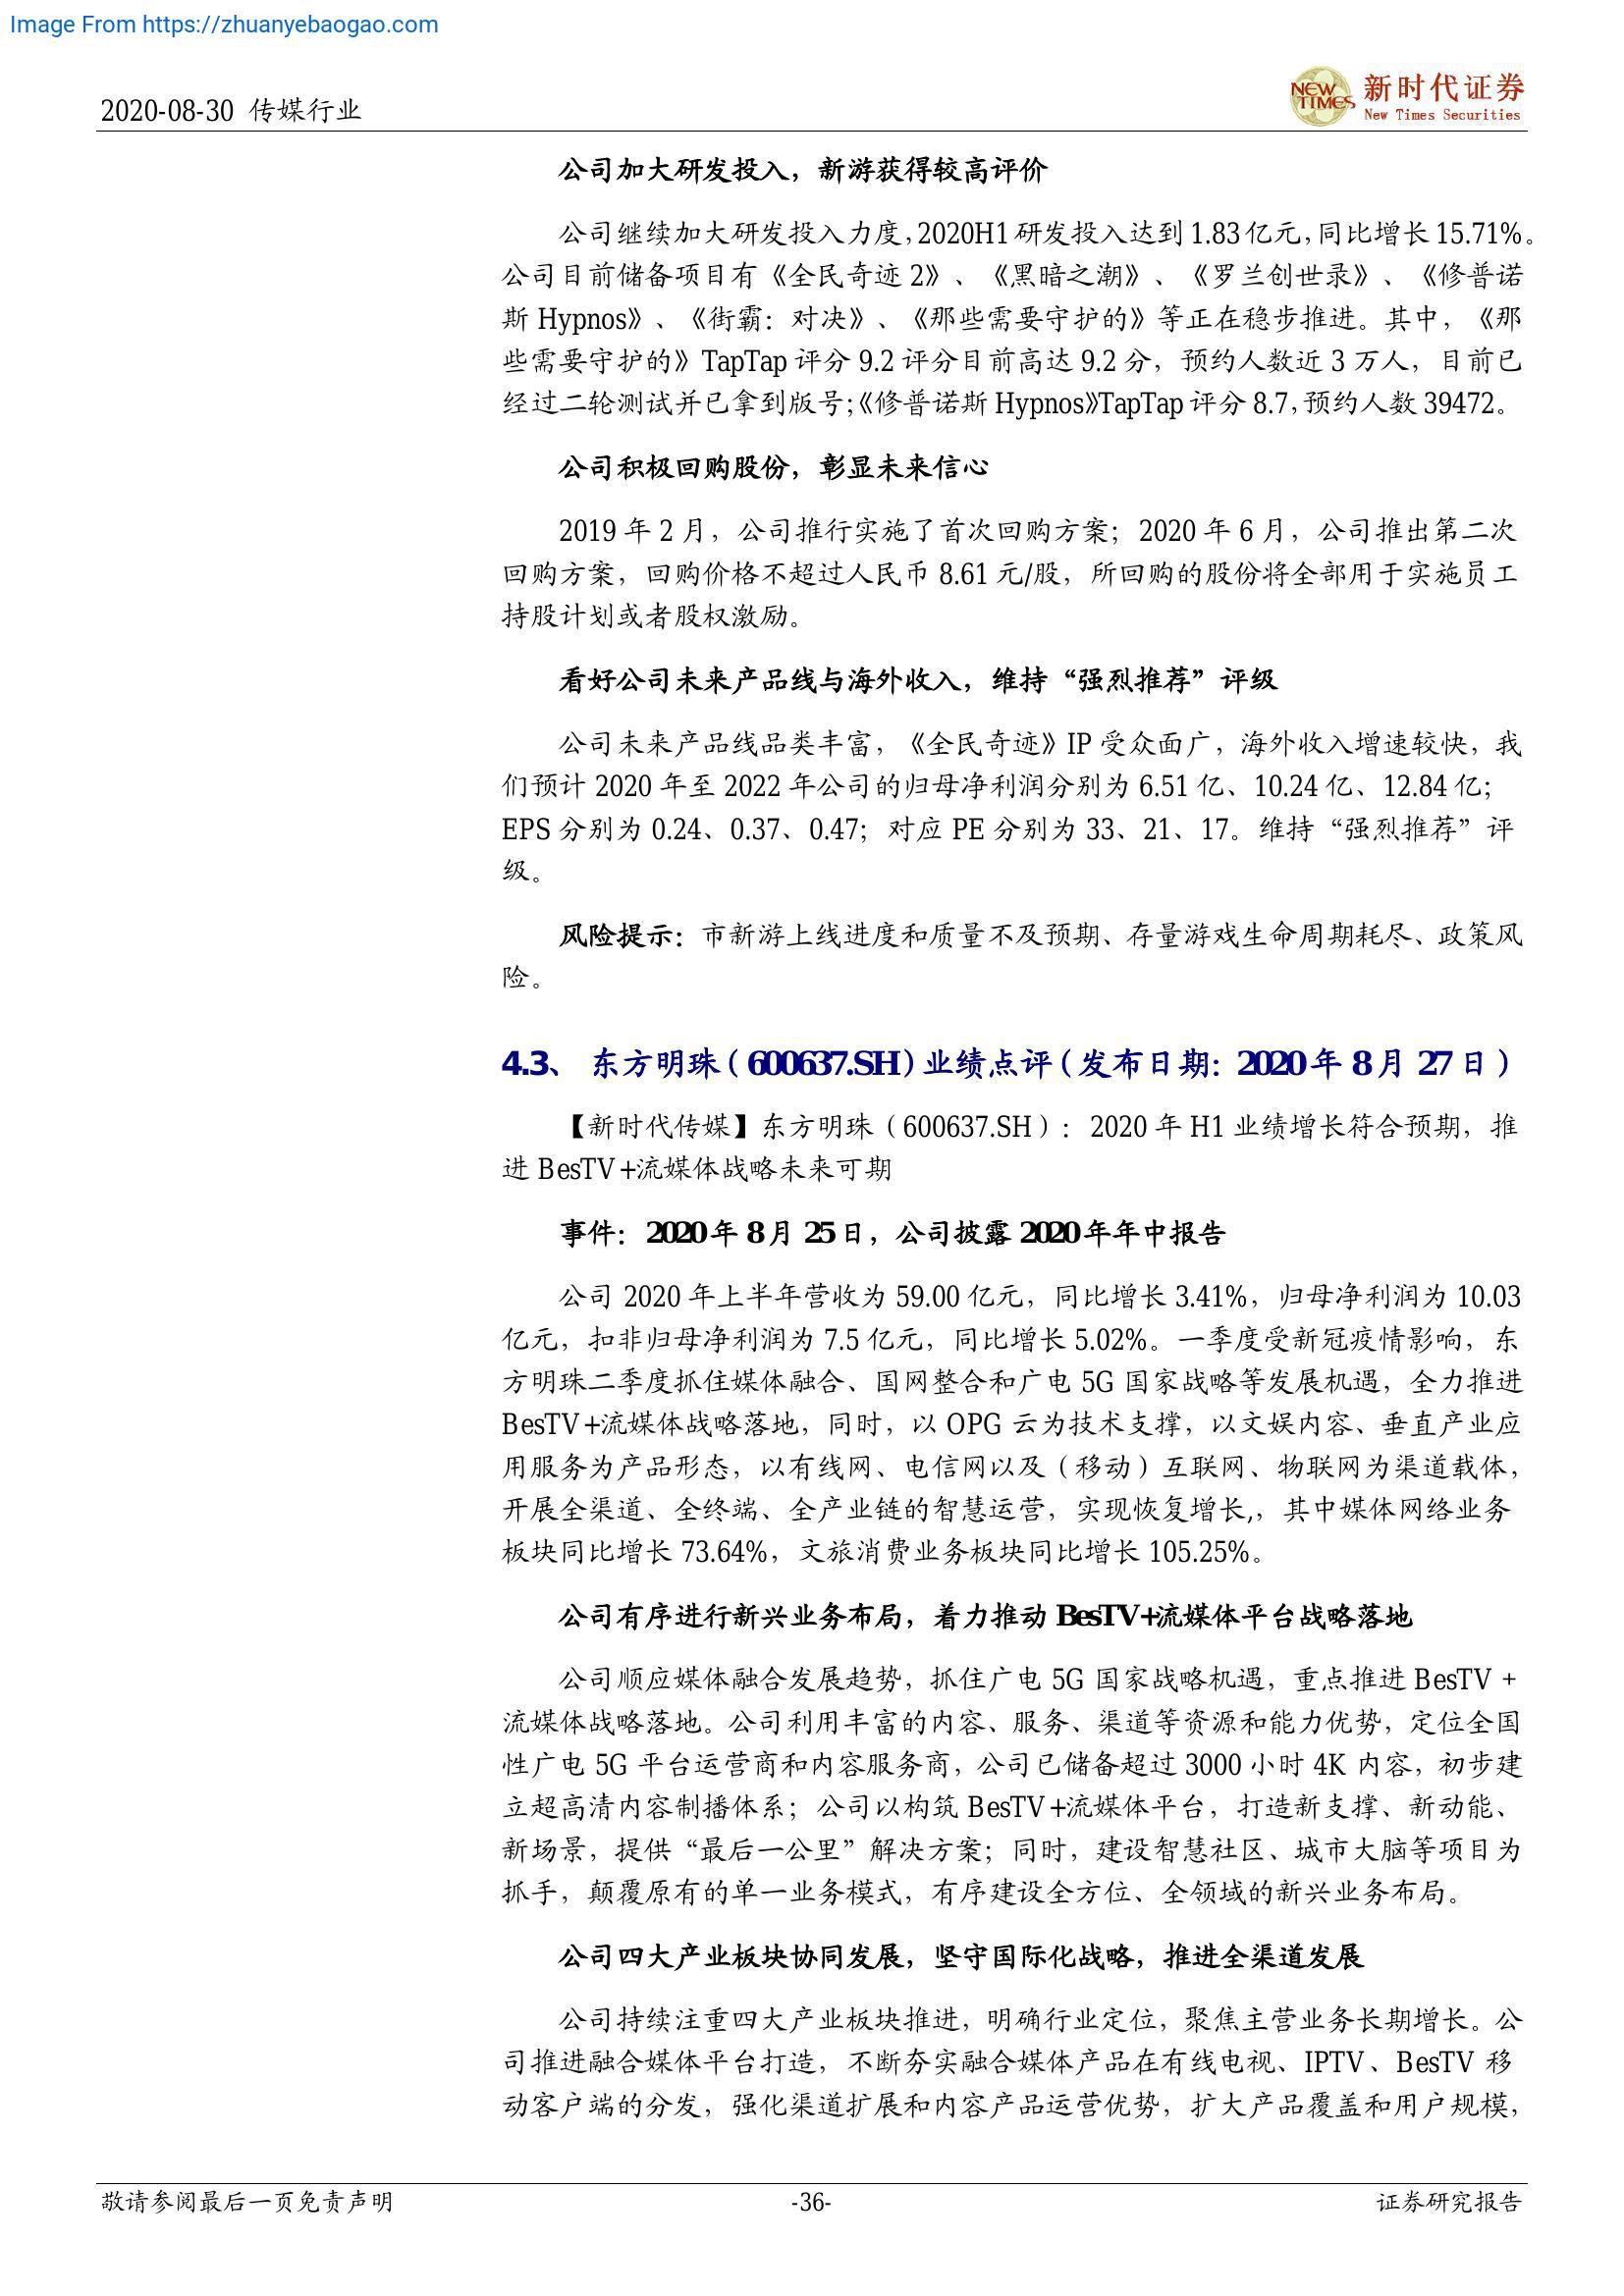 Image From https://zhuanyebaogao.com
2020-08-30 传媒行业
NEW TIMES
新时代证券
New Times Securities
公司加大研发投入，新游获得较高评价
公司继续加大研发投入力度，2020H1 研发投入达到 1.83 亿元，同比增长 15.71%。
公司目前储备项目有《全民奇迹 2》、《黑暗之潮》、《罗兰创世录》、《修普诺
斯 Hypnos》、《街霸：对决》、《那些需要守护的》等正在稳步推进。其中，《那
些需要守护的》TapTap 评分 9.2 评分目前高达 9.2 分，预约人数近 3 万人，目前已
经过二轮测试并已拿到版号；《修普诺斯 Hypnos》TapTap 评分 8.7，预约人数 39472。
公司积极回购股份，彰显未来信心
2019 年 2 月，公司推行实施了首次回购方案；2020 年 6 月，公司推出第二次
回购方案，回购价格不超过人民币 8.61 元/股，所回购的股份将全部用于实施员工
持股计划或者股权激励。
看好公司未来产品线与海外收入，维持“强烈推荐”评级
公司未来产品线品类丰富，《全民奇迹》IP 受众面广，海外收入增速较快，我
们预计 2020 年至 2022 年公司的归母净利润分别为 6.51 亿、10.24 亿、12.84 亿；
EPS 分别为 0.24、0.37、0.47；对应 PE 分别为 33、21、17。维持“强烈推荐”评
级。
风险提示：市新游上线进度和质量不及预期、存量游戏生命周期耗尽、政策风
险。
4.3、 东方明珠（600637.SH）业绩点评（发布日期：2020 年 8 月 27 日）
【新时代传媒】东方明珠（600637.SH）：2020 年 H1 业绩增长符合预期，推
进 BesTV+流媒体战略未来可期
事件：2020 年 8 月 25 日，公司披露 2020 年年中报告
公司 2020 年上半年营收为 59.00 亿元，同比增长 3.41%，归母净利润为 10.03
亿元，扣非归母净利润为 7.5 亿元，同比增长 5.02%。一季度受新冠疫情影响，东
方明珠二季度抓住媒体融合、国网整合和广电 5G 国家战略等发展机遇，全力推进
BesTV+流媒体战略落地，同时，以 OPG 云为技术支撑，以文娱内容、垂直产业应
用服务为产品形态，以有线网、电信网以及（移动）互联网、物联网为渠道载体，
开展全渠道、全终端、全产业链的智慧运营，实现恢复增长,，其中媒体网络业务
板块同比增长 73.64%，文旅消费业务板块同比增长 105.25%。
公司有序进行新兴业务布局，着力推动 BesTV+流媒体平台战略落地
公司顺应媒体融合发展趋势，抓住广电 5G 国家战略机遇，重点推进 BesTV +
流媒体战略落地。公司利用丰富的内容、服务、渠道等资源和能力优势，定位全国
性广电 5G 平台运营商和内容服务商，公司已储备超过 3000 小时 4K 内容，初步建
立超高清内容制播体系；公司以构筑 BesTV+流媒体平台，打造新支撑、新动能、
新场景，提供“最后一公里”解决方案；同时，建设智慧社区、城市大脑等项目为
抓手，颠覆原有的单一业务模式，有序建设全方位、全领域的新兴业务布局。
公司四大产业板块协同发展，坚守国际化战略，推进全渠道发展
公司持续注重四大产业板块推进，明确行业定位，聚焦主营业务长期增长。公
司推进融合媒体平台打造，不断夯实融合媒体产品在有线电视、IPTV、BesTV 移
动客户端的分发，强化渠道扩展和内容产品运营优势，扩大产品覆盖和用户规模，
敬请参阅最后一页免责声明
-36-
证券研究报告